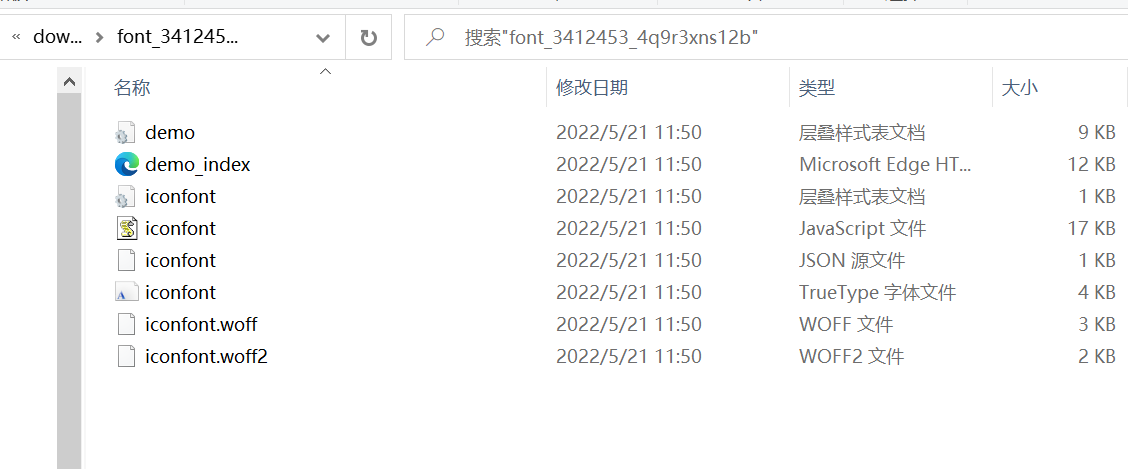 « dow... > font_341245... 搜索"font_3412453_4q9r3xns12b"
名称 修改日期 类型 大小
demo 2022/5/21 11:50 层叠样式表文档 9 KB
demo_index 2022/5/21 11:50 Microsoft Edge HT... 12 KB
iconfont 2022/5/21 11:50 层叠样式表文档 1 KB
iconfont 2022/5/21 11:50 JavaScript 文件 17 KB
iconfont 2022/5/21 11:50 JSON 源文件 1 KB
iconfont 2022/5/21 11:50 TrueType 字体文件 4 KB
iconfont.woff 2022/5/21 11:50 WOFF 文件 3 KB
iconfont.woff2 2022/5/21 11:50 WOFF2 文件 2 KB